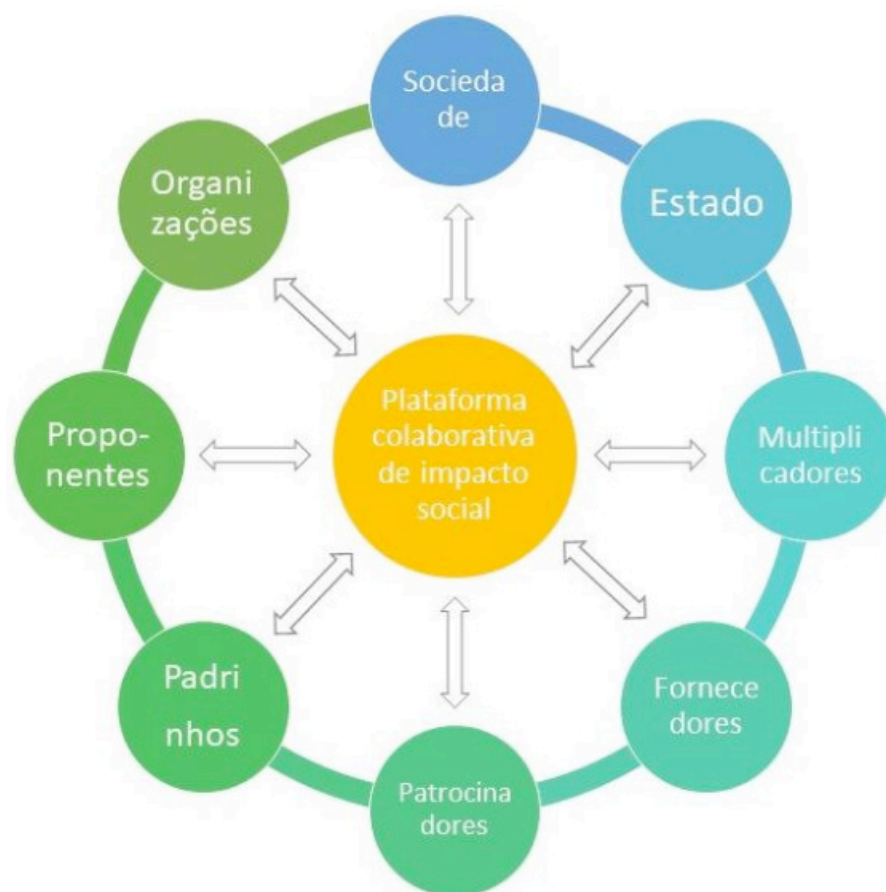 Socieda
de
Estado
Organi
zações
Plataforma
colaborativa
de impacto
social
Propo-
nentes
Multipli
cadores
Padri
nhos
Fornece
dores
Patrocina
dores